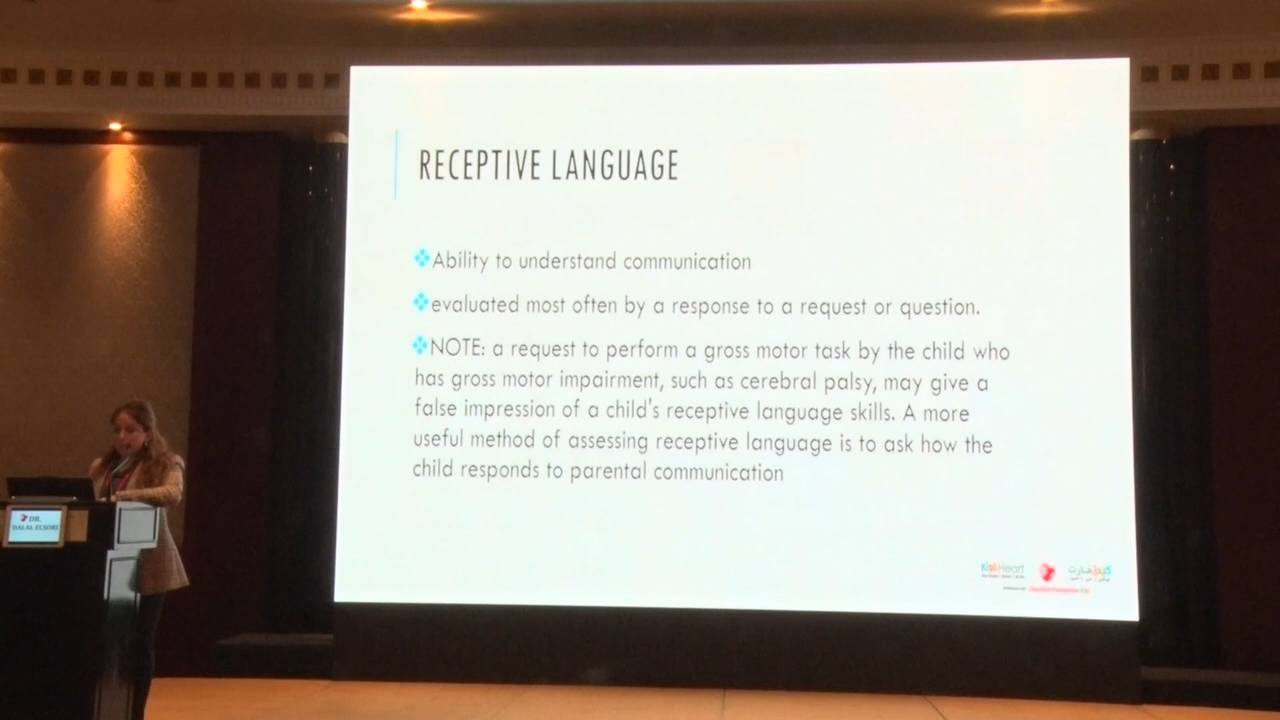 RECEPTIVE LANGUAGE
Ability to understand communication
evaluated most often by a response to a request or question.
NOTE: a request to perform a gross motor task by the child who
has gross motor impairment, such as cerebral palsy, may give a
false impression of a child's receptive language skills. A more
useful method of assessing receptive language is to ask how the
child responds to parental communication
DR.
DALAL ELSORI
KidsHeart
كيدزهارت